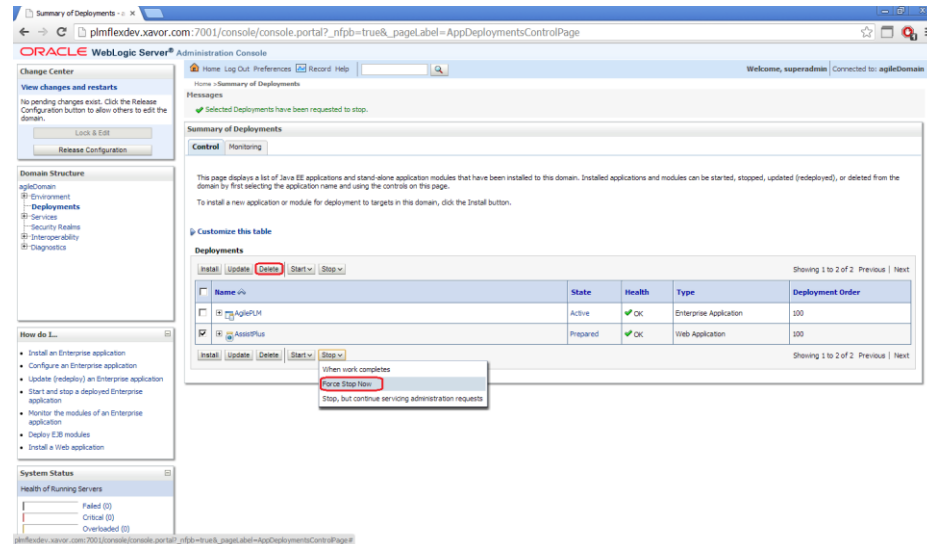 Summary of Deployments - o
plmflexdev.xavor.com:7001/console/console.portal?_nfpb=true&_pageLabel=AppDeploymentsControlPage
ORACLE WebLogic Server® Administration Console
Change Center
View changes and restarts
No pending changes exist. Click the Release
Configuration button to allow others to edit the
domain.
Lock & Edit
Release Configuration
Domain Structure
agileDomain
Environment
Deployments
Services
Security Realms
Interoperability
Diagnostics
How do I...
Install an Enterprise application
Configure an Enterprise application
Update (redeploy) an Enterprise application
Start and stop a deployed Enterprise
application
Monitor the modules of an Enterprise
application
Deploy EJB modules
Install a Web application
System Status
Health of Running Servers
Failed (0)
Critical (0)
Overloaded (0)
Home Log Out Preferences Record Help
Welcome, superadmin Connected to: agileDomain
Home >Summary of Deployments
Messages
Selected Deployments have been requested to stop.
Summary of Deployments
Control Monitoring
This page displays a list of Java EE applications and stand-alone application modules that have been installed to this domain. Installed applications and modules can be started, stopped, updated (redeployed), or deleted from the
domain by first selecting the application name and using the controls on this page.
To install a new application or module for deployment to targets in this domain, click the Install button.
Customize this table
Deployments
Install Update Delete Start Stop Showing 1 to 2 of 2 Previous | Next
Name State Health Type Deployment Order
AgilePLM Active OK Enterprise Application 100
AssistPlus Prepared OK Web Application 100
Install Update Delete Start Stop Showing 1 to 2 of 2 Previous | Next
When work completes
Force Stop Now
Stop, but continue servicing administration requests
plmflexdev.xavor.com:7001/console/console.portal?_nfpb=true&_pageLabel=AppDeploymentsControlPage#